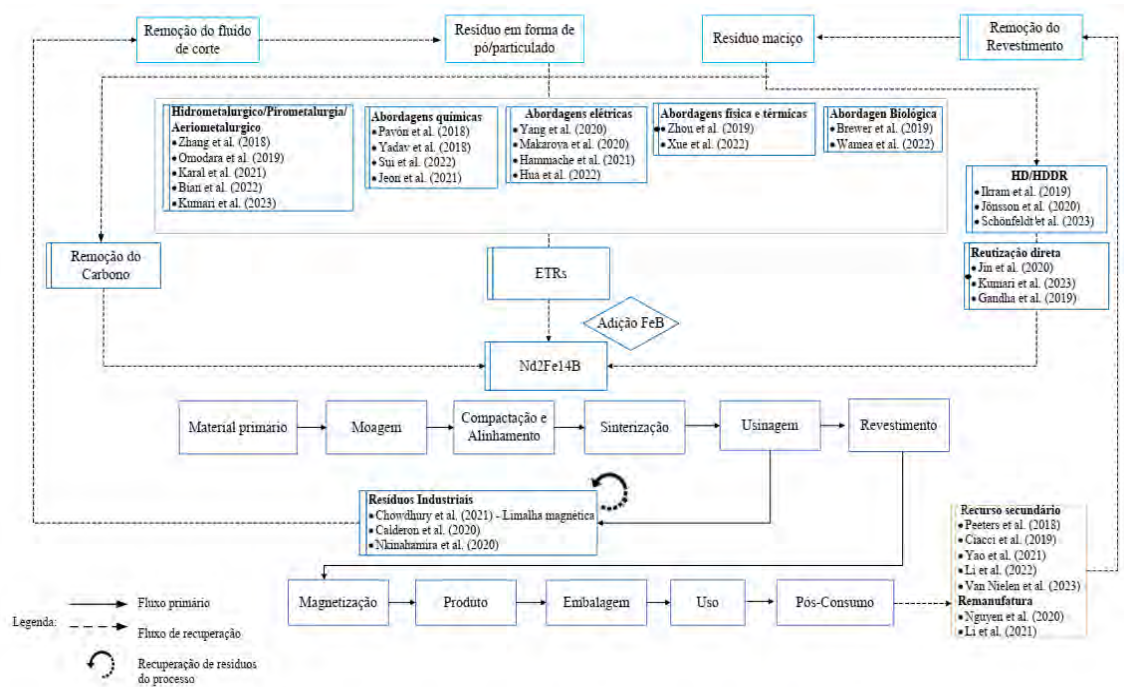 Remoção do fluido
de corte
Resíduo em forma de
pó/particulado
Resíduo maciço
Remoção do
Revestimento
Hidrometalurgico/Pirometalurgia/
Aeriometalurgico
• Zhang et al. (2018)
• Omodara et al. (2019)
• Karal et al. (2021)
• Bian et al. (2022)
• Kumari et al. (2023)
Abordagens químicas
• Pavón et al. (2018)
• Yadav et al. (2018)
• Sui et al. (2022)
• Jeon et al. (2021)
Abordagens elétricas
• Yang et al. (2020)
• Makarova et al. (2020)
• Hammache et al. (2021)
• Hua et al. (2022)
Abordagens física e térmicas
• Zhou et al. (2019)
• Xue et al. (2022)
Abordagen Biológica
• Brewer et al. (2019)
• Wamea et al. (2022)
HD/HDDR
• Ikram et al. (2019)
• Jönsson et al. (2020)
• Schönfeldt et al. (2023)
Reutização direta
• Jin et al. (2020)
• Kumari et al. (2023)
• Gandha et al. (2019)
Remoção do
Carbono
ETRs
Adição FeB
Nd2Fe14B
Material primário
Moagem
Compactação e
Alinhamento
Sinterização
Usinagem
Revestimento
Resíduos Industriais
• Chowdhury et al. (2021) - Limalha magnética
• Calderon et al. (2020)
• Nkinahamira et al. (2020)
Recurso secundário
• Peeters et al. (2018)
• Ciacci et al. (2019)
• Yao et al. (2021)
• Li et al. (2022)
• Van Nielen et al. (2023)
Remanufatura
• Nguyen et al. (2020)
• Li et al. (2021)
Magnetização
Produto
Embalagem
Uso
Pós-Consumo
Legenda:
Fluxo primário
Fluxo de recuperação
Recuperação de resíduos
do processo